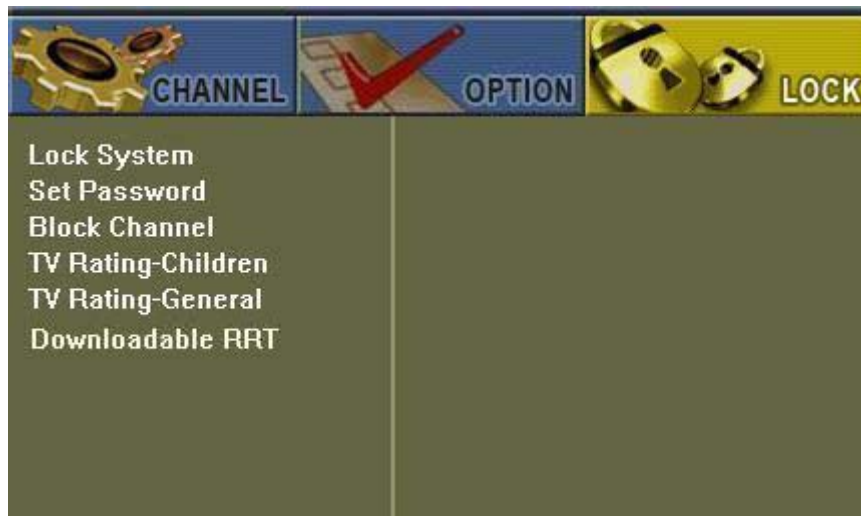 CHANNEL OPTION LOCK
Lock System
Set Password
Block Channel
TV Rating-Children
TV Rating-General
Downloadable RRT